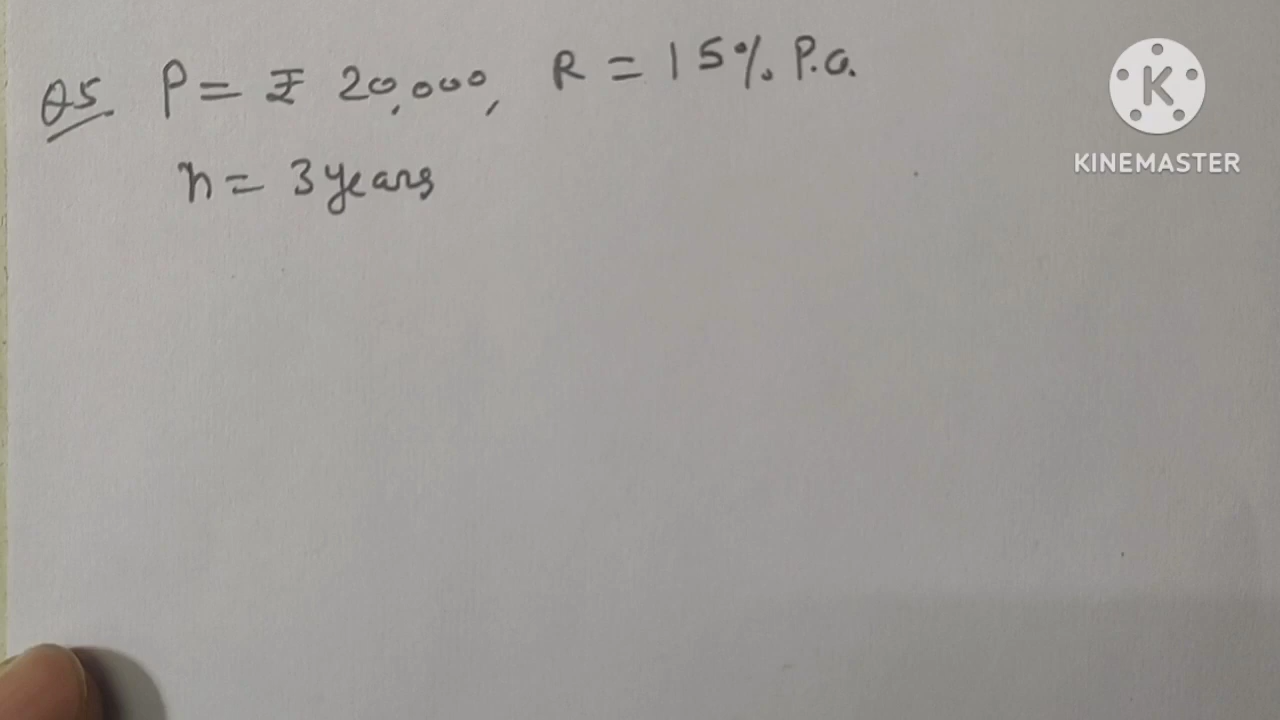 Q5 P = ₹ 20,000, R = 15% P.a.
n = 3 years
K
KINEMASTER